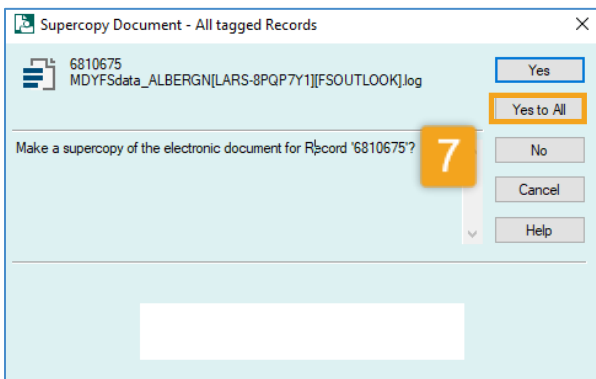 Supercopy Document - All tagged Records
6810675
MDYFSdata_ALBERGN[LARS-8PQP7Y1][FSOUTLOOK].log
Yes
Yes to All
Make a supercopy of the electronic document for Record '6810675'?
7
No
Cancel
Help